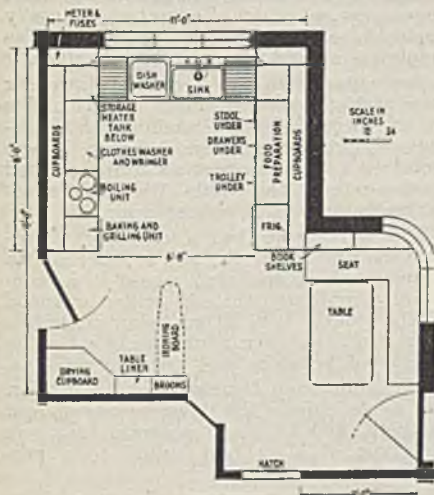 METER &
FUSES
11'-0"
DISH
WASHER
SINK
STORAGE
HEATER
TANK
BELOW
CLOTHES WASHER
AND WRINGER
BOILING
UNIT
BAKING AND
GRILLING UNIT
CUPBOARDS
8'-0"
STOOL
UNDER
DRAWERS
UNDER
TROLLEY
UNDER
FOOD
PREPARATION
CUPBOARDS
FRIG.
SCALE IN
INCHES
12 24
6'-8"
BOOK
SHELVES
SEAT
TABLE
IRONING
BOARD
TABLE
LINEN
BROOMS
DRYING
CUPBOARD
HATCH